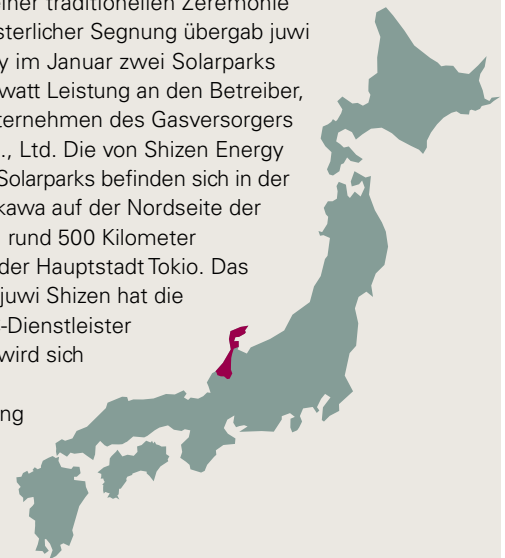 einer traditionellen Zeremonie
sterlicher Segnung übergab juwi
y im Januar zwei Solarparks
watt Leistung an den Betreiber,
ternehmen des Gasversorgers
., Ltd. Die von Shizen Energy
Solarparks befinden sich in der
kawa auf der Nordseite der
rund 500 Kilometer
der Hauptstadt Tokio. Das
juwi Shizen hat die
-Dienstleister
wird sich
ng